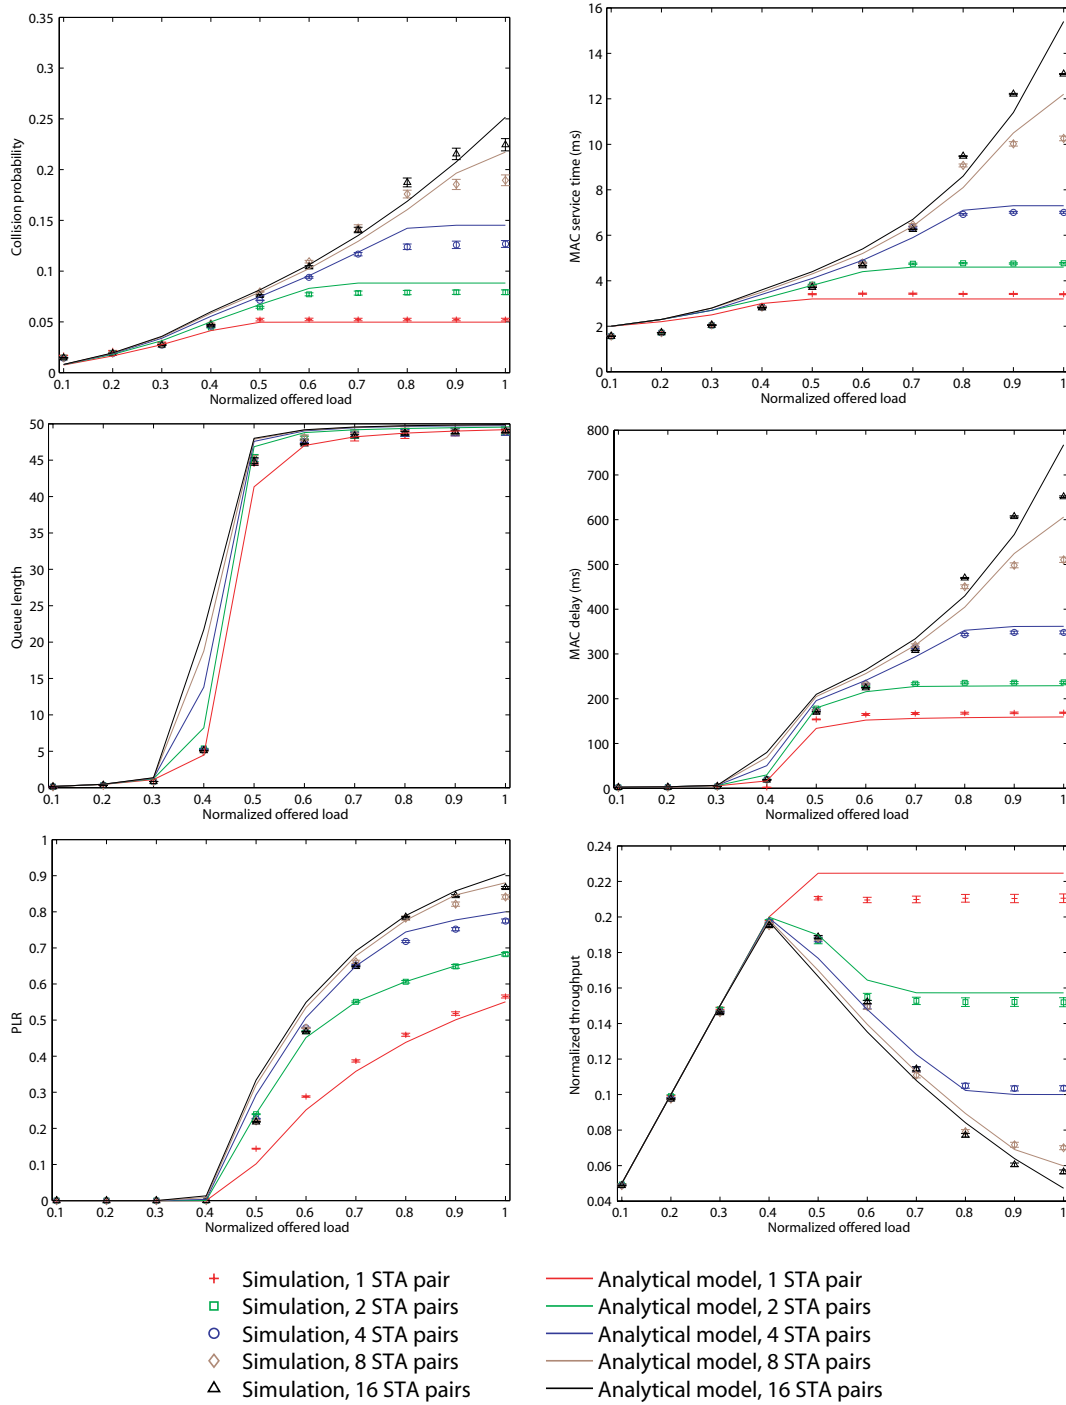 0.35
0.3
0.25
0.2
0.15
0.1
0.05
0
Collision probability
0.1 0.2 0.3 0.4 0.5 0.6 0.7 0.8 0.9 1
Normalized offered load
16
14
12
10
8
6
4
2
0
MAC service time (ms)
0.1 0.2 0.3 0.4 0.5 0.6 0.7 0.8 0.9 1
Normalized offered load
50
45
40
35
30
25
20
15
10
5
0
Queue length
0.1 0.2 0.3 0.4 0.5 0.6 0.7 0.8 0.9 1
Normalized offered load
800
700
600
500
400
300
200
100
0
MAC delay (ms)
0.1 0.2 0.3 0.4 0.5 0.6 0.7 0.8 0.9 1
Normalized offered load
1
0.9
0.8
0.7
0.6
0.5
0.4
0.3
0.2
0.1
0
PLR
0.1 0.2 0.3 0.4 0.5 0.6 0.7 0.8 0.9 1
Normalized offered load
0.24
0.22
0.2
0.18
0.16
0.14
0.12
0.1
0.08
0.06
0.04
Normalized throughput
0.1 0.2 0.3 0.4 0.5 0.6 0.7 0.8 0.9 1
Normalized offered load
Simulation, 1 STA pair
Simulation, 2 STA pairs
Simulation, 4 STA pairs
Simulation, 8 STA pairs
Simulation, 16 STA pairs
Analytical model, 1 STA pair
Analytical model, 2 STA pairs
Analytical model, 4 STA pairs
Analytical model, 8 STA pairs
Analytical model, 16 STA pairs